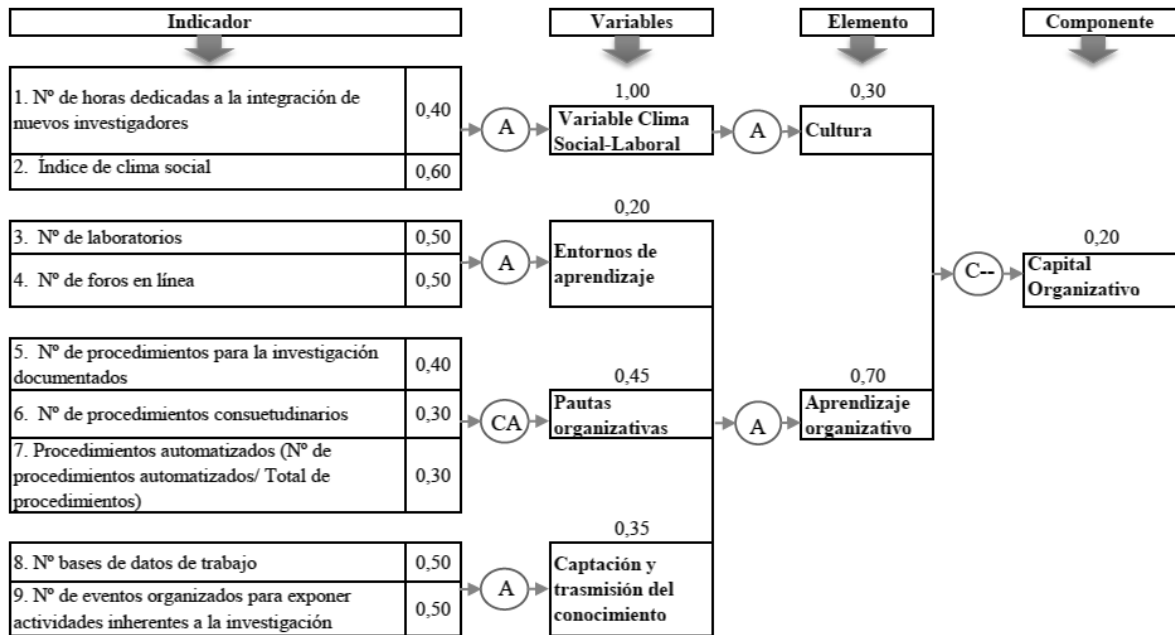 Indicador
Variables
Elemento
Componente
1. Nº de horas dedicadas a la integración de
nuevos investigadores
0,40
2. Índice de clima social
0,60
A
1,00
Variable Clima
Social-Laboral
A
0,30
Cultura
3. Nº de laboratorios
0,50
4. Nº de foros en línea
0,50
A
0,20
Entornos de
aprendizaje
C--
0,20
Capital
Organizativo
5. Nº de procedimientos para la investigación
documentados
0,40
6. Nº de procedimientos consuetudinarios
0,30
7. Procedimientos automatizados (Nº de
procedimientos automatizados/ Total de
procedimientos)
0,30
CA
0,45
Pautas
organizativas
A
0,70
Aprendizaje
organizativo
8. Nº bases de datos de trabajo
0,50
9. Nº de eventos organizados para exponer
actividades inherentes a la investigación
0,50
A
0,35
Captación y
trasmisión del
conocimiento